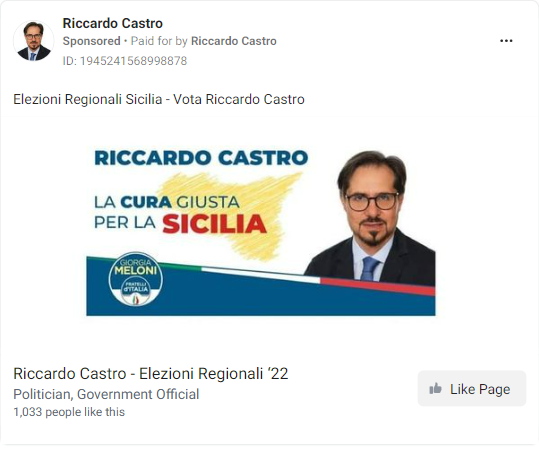 Riccardo Castro
Sponsored • Paid for by Riccardo Castro
ID: 1945241568998878
Elezioni Regionali Sicilia - Vota Riccardo Castro
RICCARDO CASTRO
LA CURA GIUSTA
PER LA SICILIA
GIORGIA
MELONI
FRATELLI
d'ITALIA
Riccardo Castro - Elezioni Regionali ‘22
Politician, Government Official
1,033 people like this
Like Page